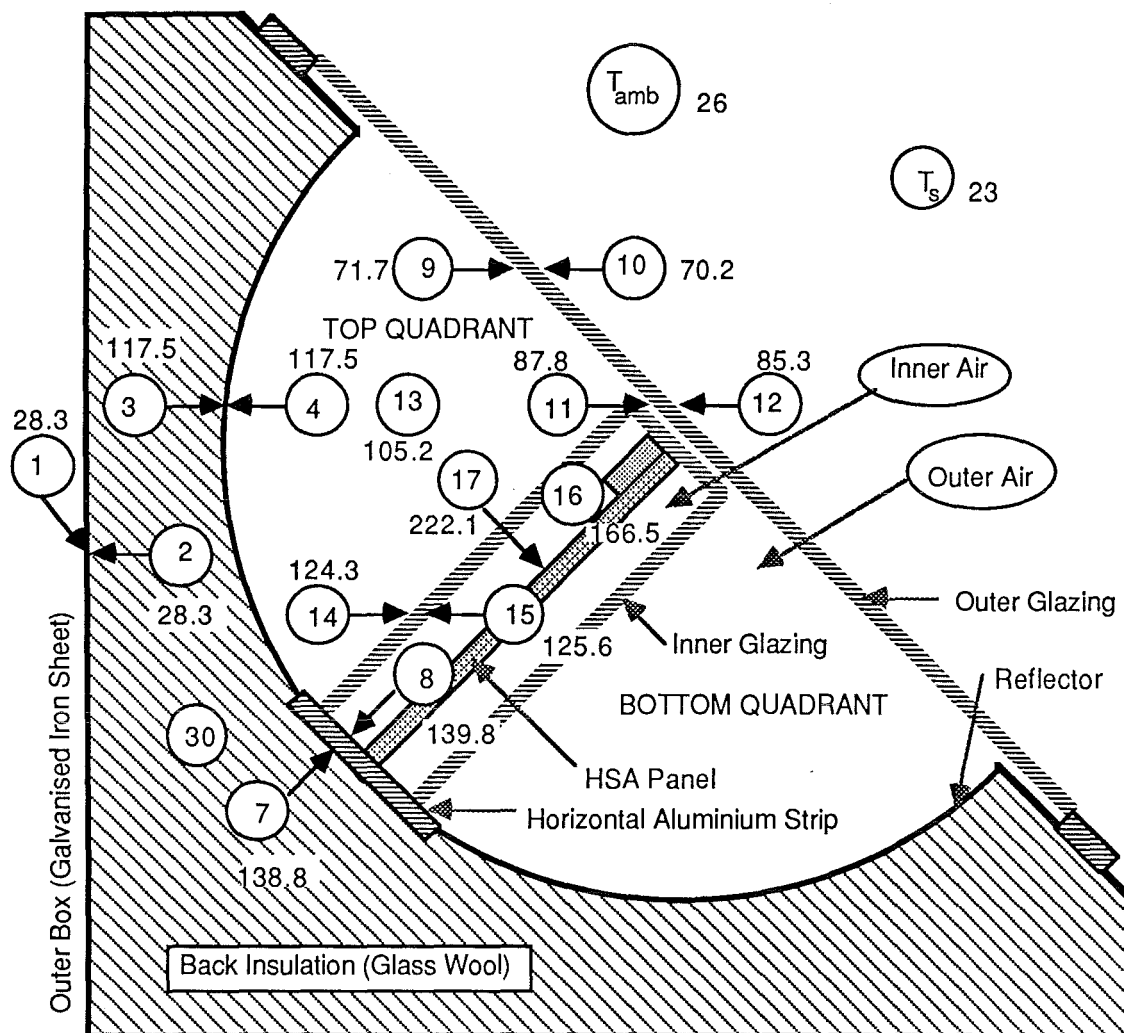 T amb
26
T s
23
71.7
9
10
70.2
TOP QUADRANT
117.5
117.5
87.8
85.3
Inner Air
3
4
13
11
12
28.3
105.2
1
17
16
Outer Air
222.1
166.5
2
124.3
28.3
14
15
Outer Glazing
125.6
Inner Glazing
8
Reflector
BOTTOM QUADRANT
30
139.8
HSA Panel
7
Horizontal Aluminium Strip
138.8
Outer Box (Galvanised Iron Sheet)
Back Insulation (Glass Wool)